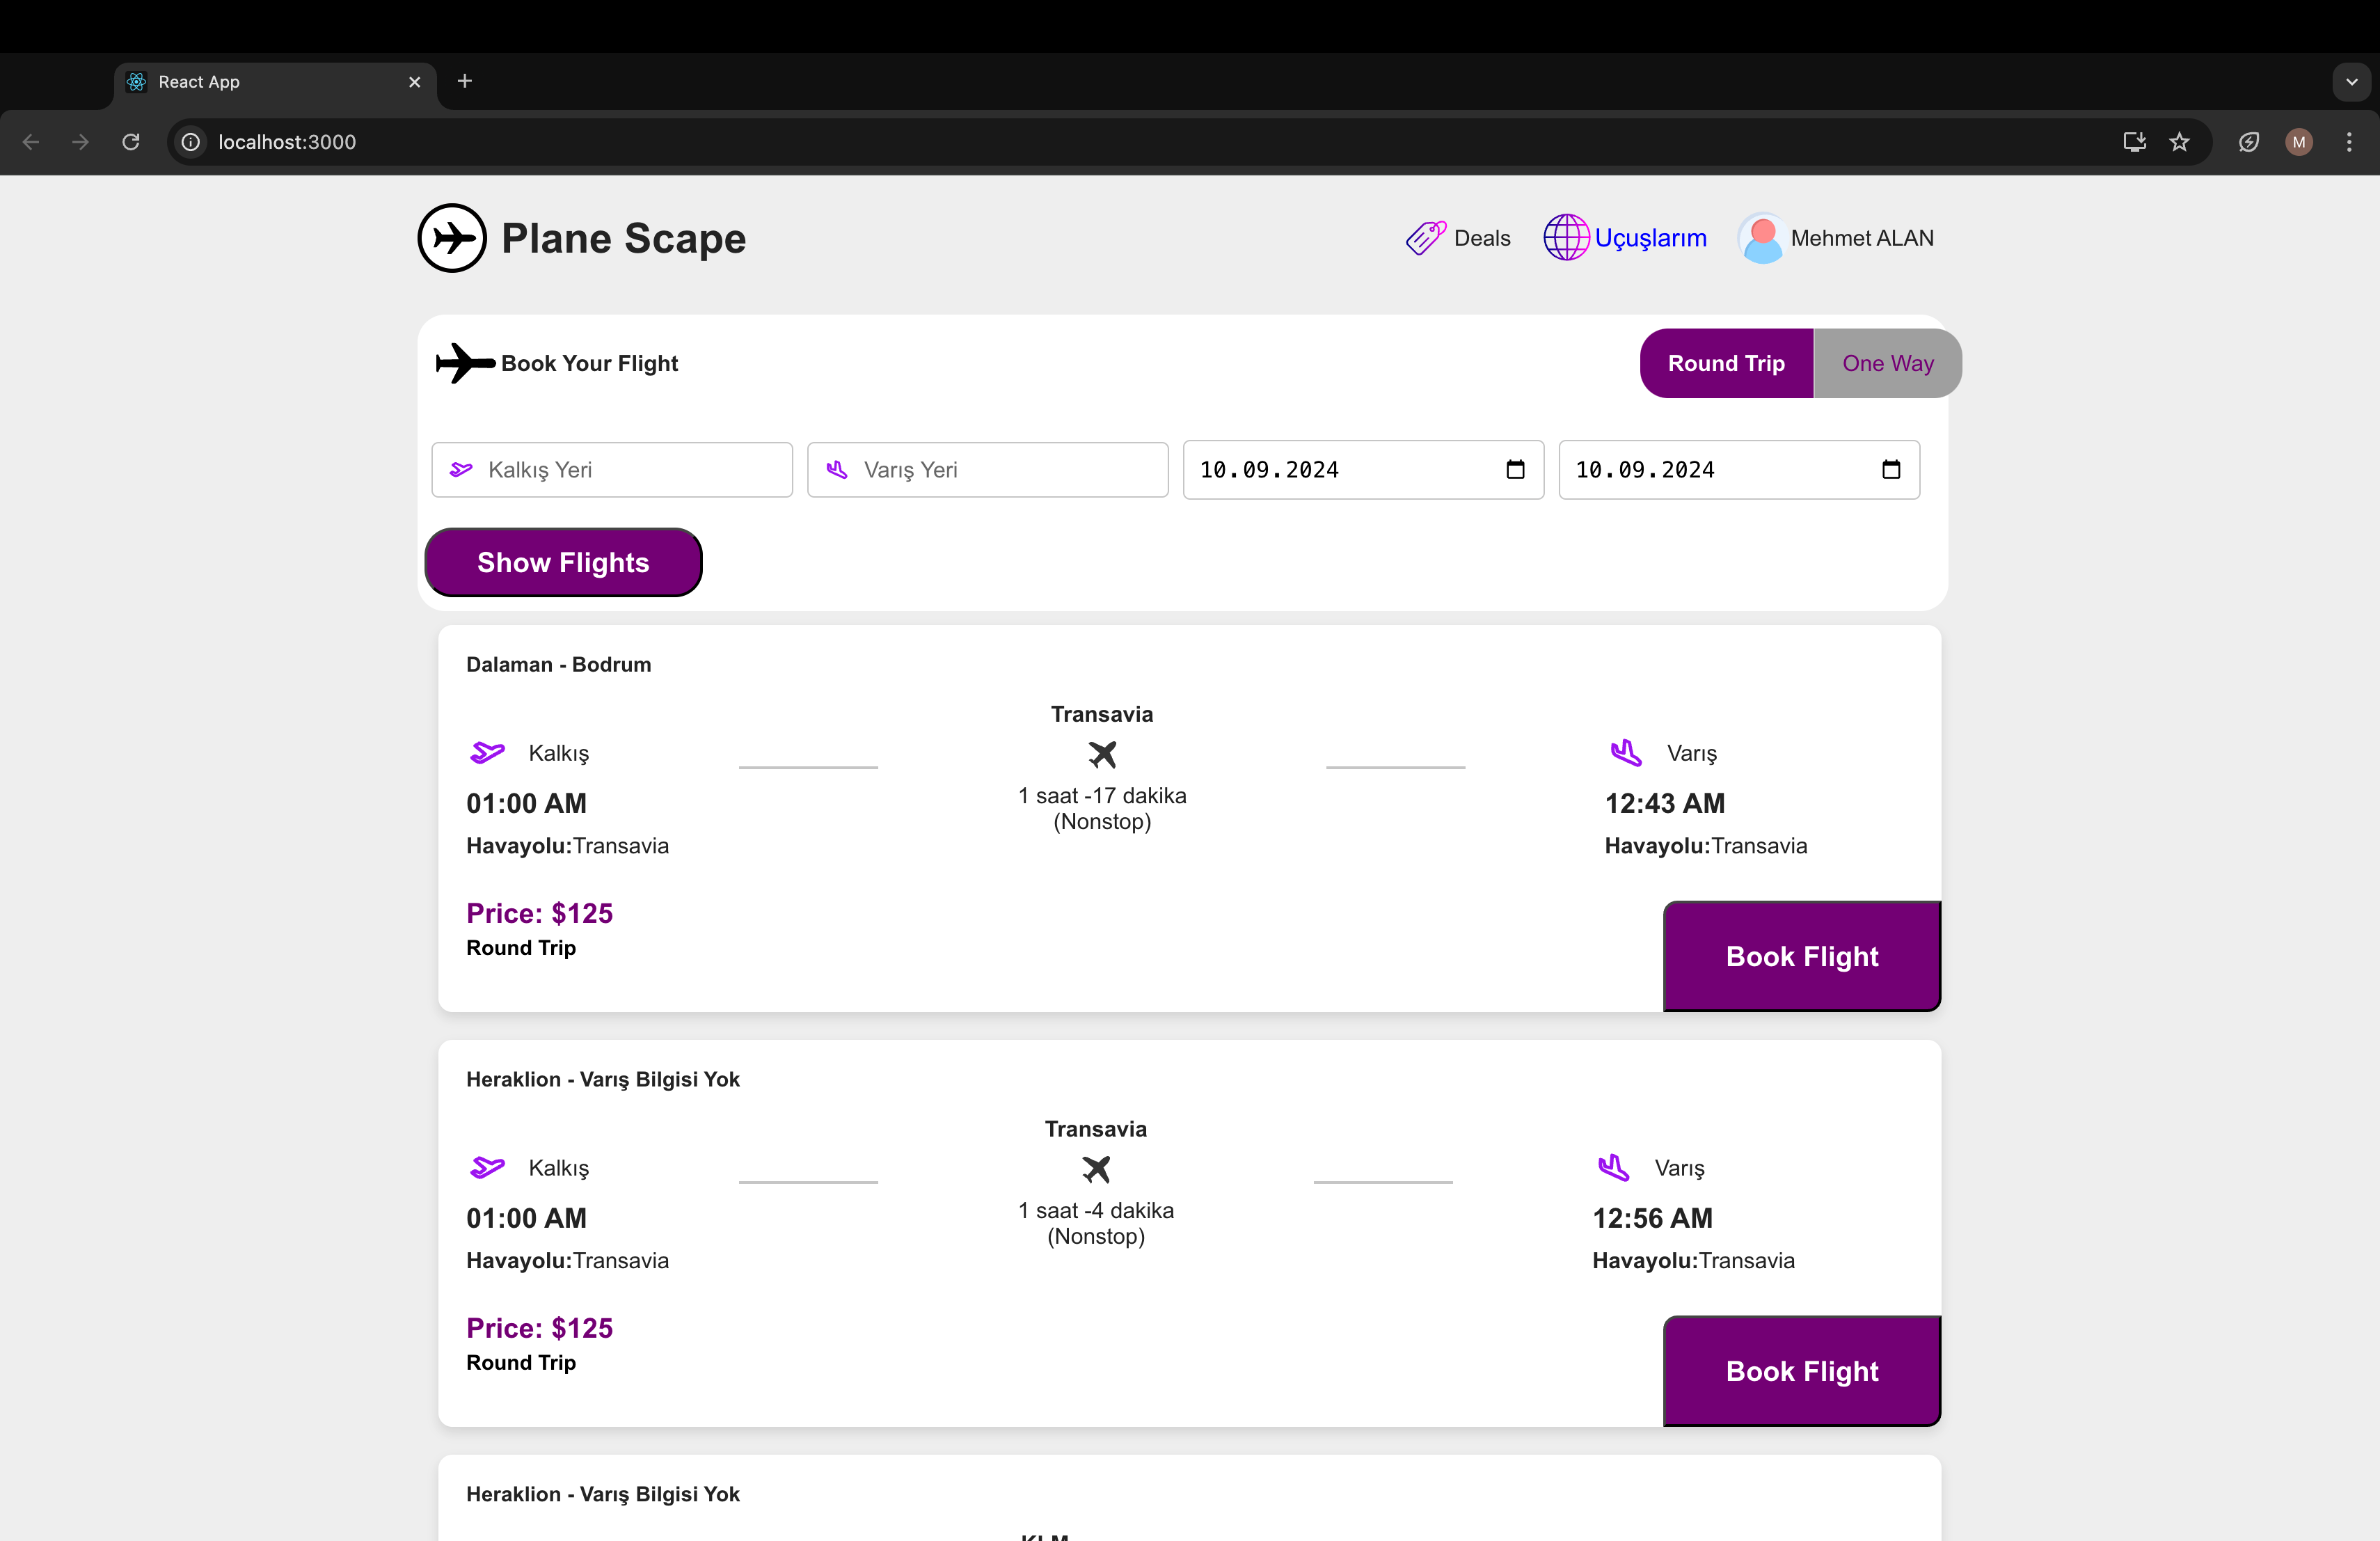 React App
localhost:3000
M
Plane Scape
Deals
Uçuşlarım
Mehmet ALAN
Book Your Flight
Round Trip
One Way
Kalkış Yeri
Varış Yeri
10.09.2024
10.09.2024
Show Flights
Dalaman - Bodrum
Transavia
Kalkış
Varış
1 saat -17 dakika
(Nonstop)
01:00 AM
12:43 AM
Havayolu:Transavia
Havayolu:Transavia
Price: $125
Round Trip
Book Flight
Heraklion - Varış Bilgisi Yok
Transavia
Kalkış
Varış
1 saat -4 dakika
(Nonstop)
01:00 AM
12:56 AM
Havayolu:Transavia
Havayolu:Transavia
Price: $125
Round Trip
Book Flight
Heraklion - Varış Bilgisi Yok
KLM